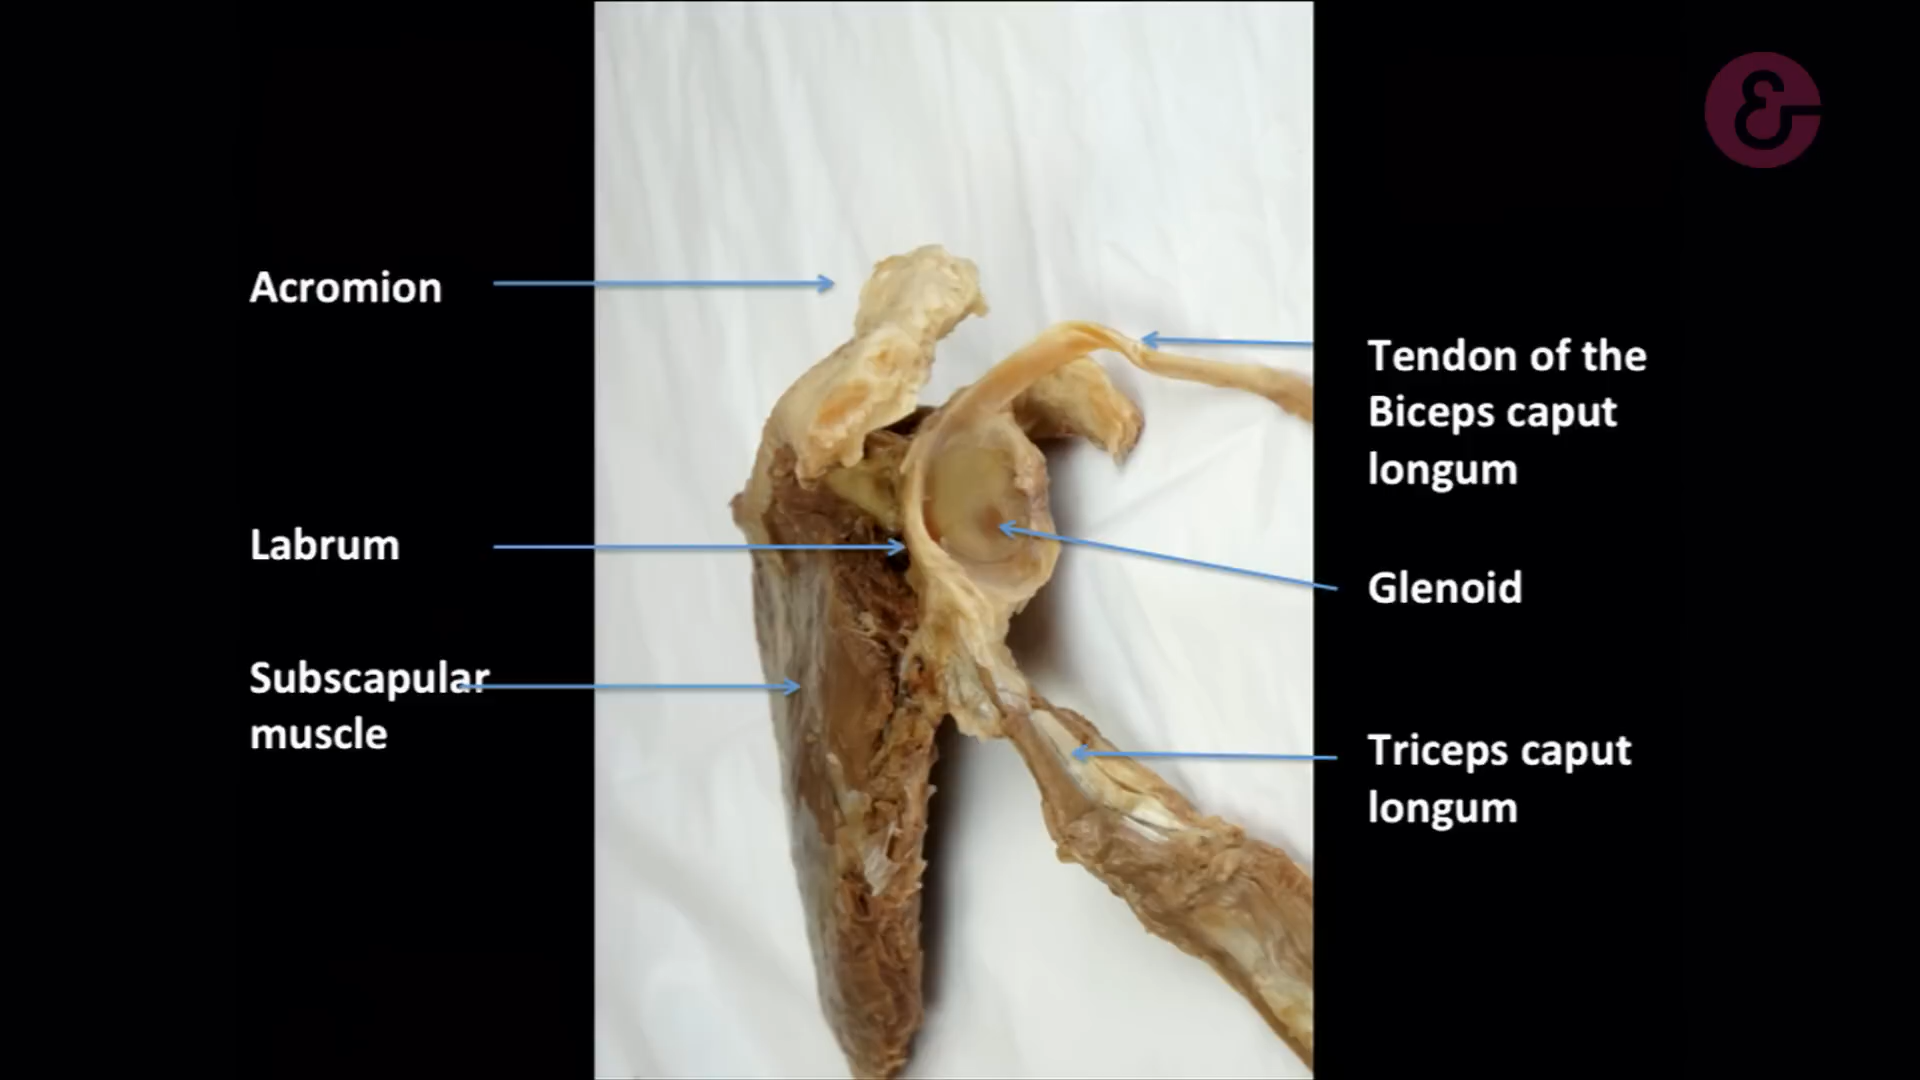 Acromion
Labrum
Subscapular
muscle
Tendon of the
Biceps caput
longum
Glenoid
Triceps caput
longum